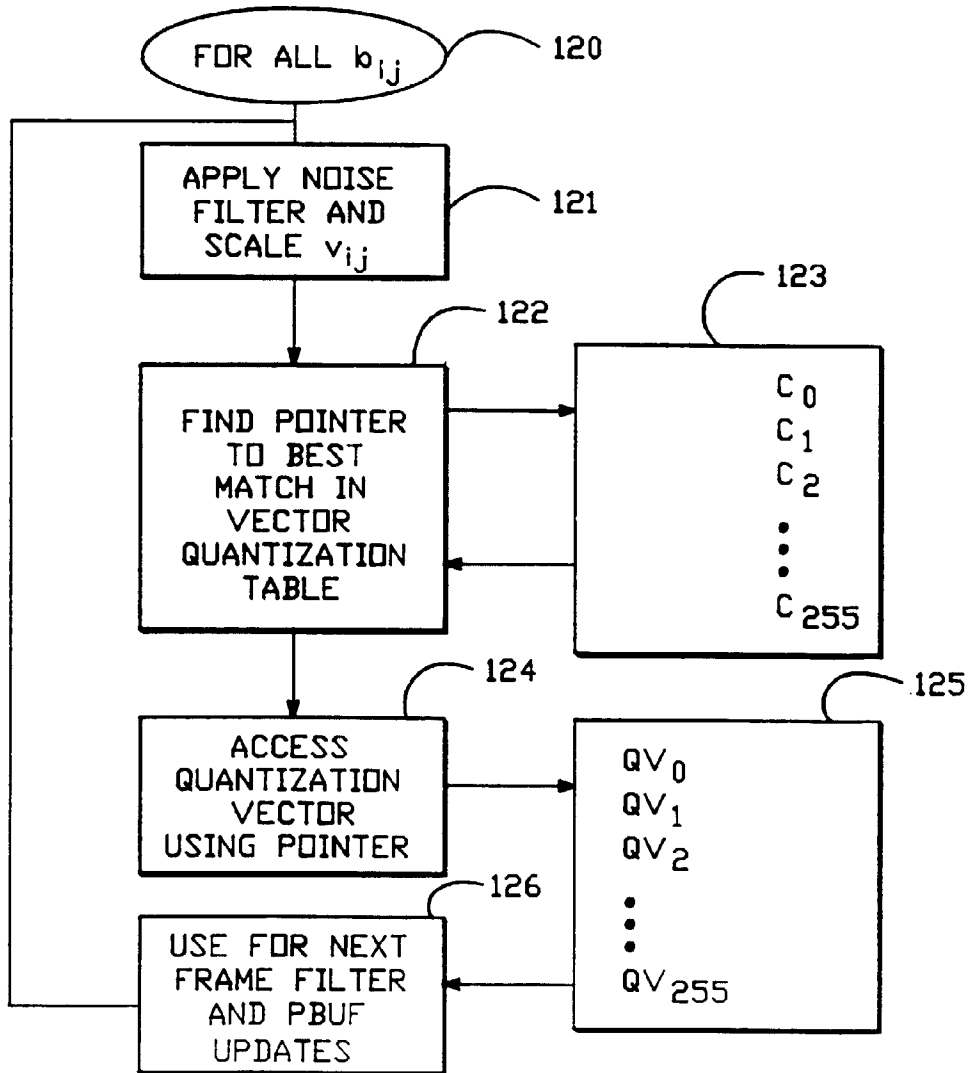 FOR ALL b_ij
120
APPLY NOISE
FILTER AND
SCALE v_ij
121
122
FIND POINTER
TO BEST
MATCH IN
VECTOR
QUANTIZATION
TABLE
123
C_0
C_1
C_2
C_255
124
ACCESS
QUANTIZATION
VECTOR
USING POINTER
125
QV_0
QV_1
QV_2
QV_255
126
USE FOR NEXT
FRAME FILTER
AND PBUF
UPDATES